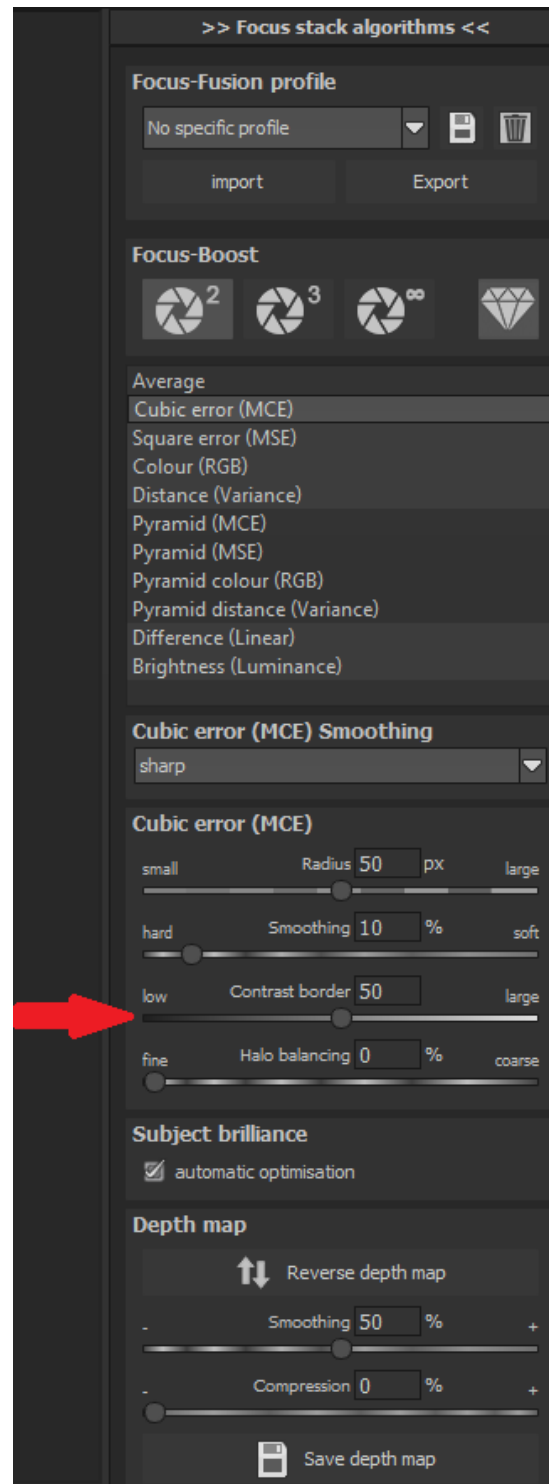 >> Focus stack algorithms <<
Focus-Fusion profile
No specific profile
import Export
Focus-Boost
2 3 ∞
Average
Cubic error (MCE)
Square error (MSE)
Colour (RGB)
Distance (Variance)
Pyramid (MCE)
Pyramid (MSE)
Pyramid colour (RGB)
Pyramid distance (Variance)
Difference (Linear)
Brightness (Luminance)
Cubic error (MCE) Smoothing
sharp
Cubic error (MCE)
small Radius 50 px large
hard Smoothing 10 % soft
low Contrast border 50 large
fine Halo balancing 0 % coarse
Subject brilliance
automatic optimisation
Depth map
Reverse depth map
- Smoothing 50 % +
- Compression 0 % +
Save depth map